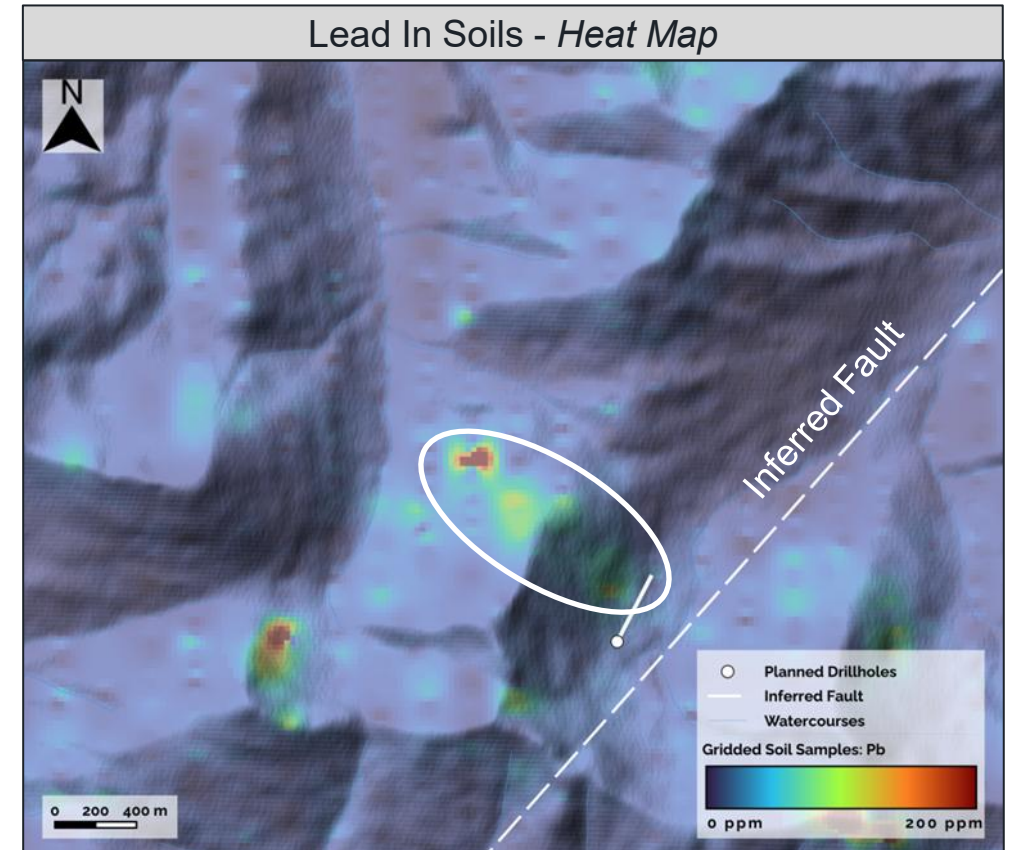 Lead In Soils - Heat Map
N
Inferred Fault
Planned Drillholes
Inferred Fault
Watercourses
Gridded Soil Samples: Pb
0 ppm 200 ppm
0 200 400 m